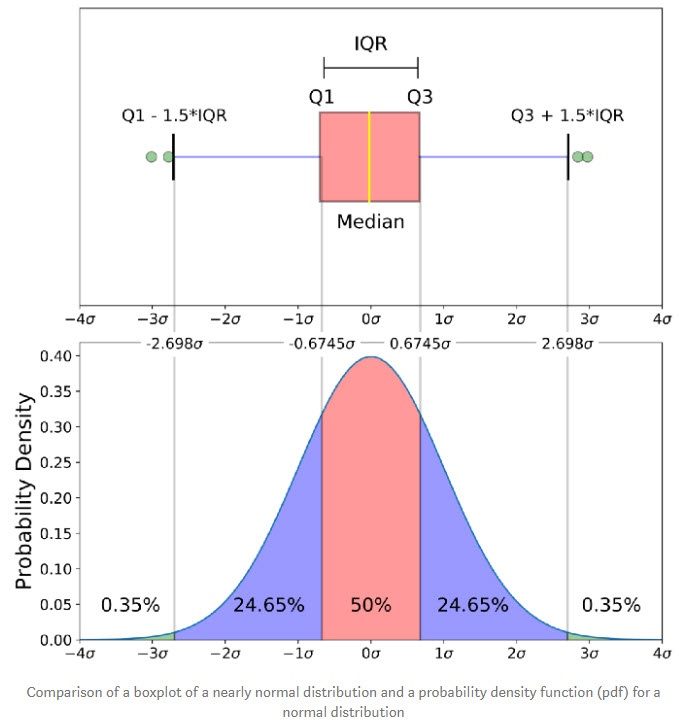 IQR
Q1 Q3
Q1 - 1.5*IQR Q3 + 1.5*IQR
Median
−4σ −3σ −2σ −1σ 0σ 1σ 2σ 3σ 4σ
-2.698σ -0.6745σ 0.6745σ 2.698σ
0.40
0.35
0.30
0.25
0.20
0.15
0.10
0.05
0.00
Probability Density
0.35% 24.65% 50% 24.65% 0.35%
−4σ −3σ −2σ −1σ 0σ 1σ 2σ 3σ 4σ
Comparison of a boxplot of a nearly normal distribution and a probability density function (pdf) for a
normal distribution